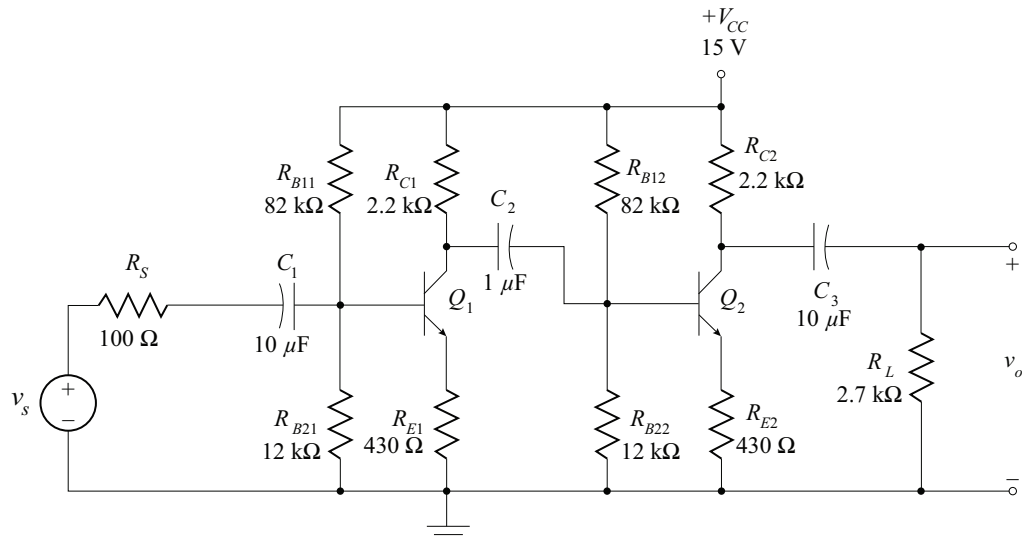 +V_CC
15 V
R_B11
82 kΩ
R_C1
2.2 kΩ
R_B12
82 kΩ
R_C2
2.2 kΩ
C_2
1 μF
R_S
100 Ω
C_1
10 μF
Q_1
Q_2
C_3
10 μF
+
v_s
+
−
R_B21
12 kΩ
R_E1
430 Ω
R_B22
12 kΩ
R_E2
430 Ω
R_L
2.7 kΩ
v_o
−